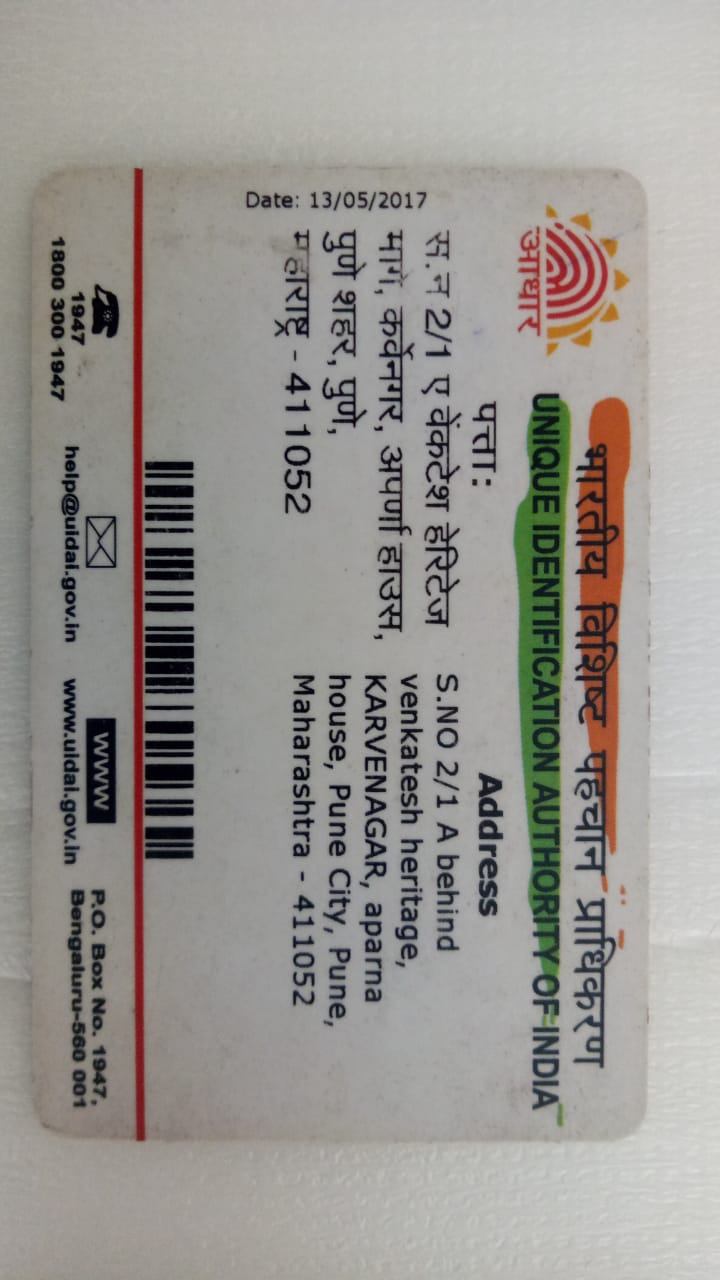 आधार
भारतीय विशिष्ट पहचान प्राधिकरण
UNIQUE IDENTIFICATION AUTHORITY OF INDIA
Date: 13/05/2017
पत्ता:
स.न 2/1 ए वेंकटेश हेरिटेज
मागे, कर्वेनगर, अपर्णा हाउस,
पुणे शहर, पुणे,
महाराष्ट्र - 411052
Address
S.NO 2/1 A behind
venkatesh heritage,
KARVENAGAR, aparna
house, Pune City, Pune,
Maharashtra - 411052
1947
1800 300 1947
help@uidai.gov.in
www
www.uidai.gov.in
P.O. Box No. 1947,
Bengaluru-560 001